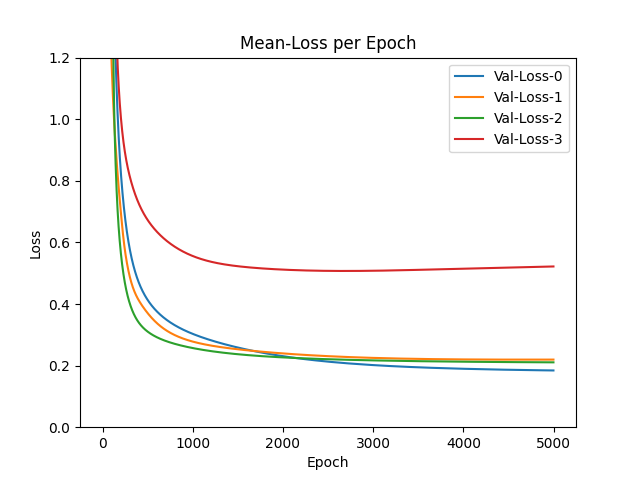 Mean-Loss per Epoch
1.2
1.0
0.8
0.6
0.4
0.2
0.0
Loss
Val-Loss-0
Val-Loss-1
Val-Loss-2
Val-Loss-3
0 1000 2000 3000 4000 5000
Epoch